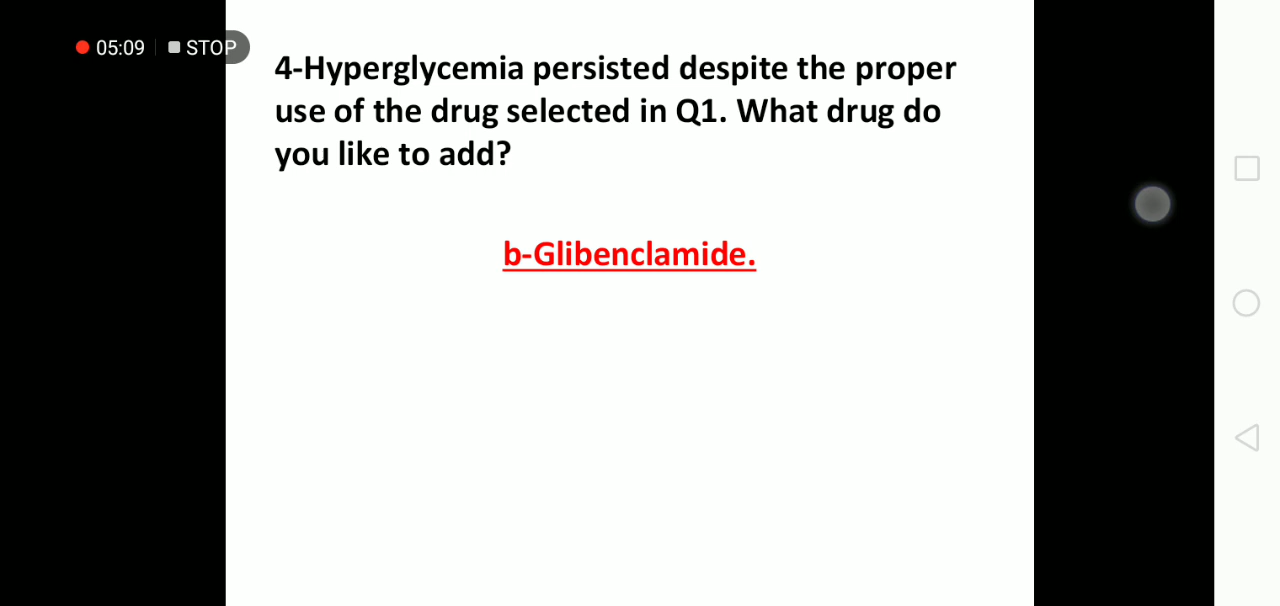 05:09 STOP
4-Hyperglycemia persisted despite the proper
use of the drug selected in Q1. What drug do
you like to add?
b-Glibenclamide.